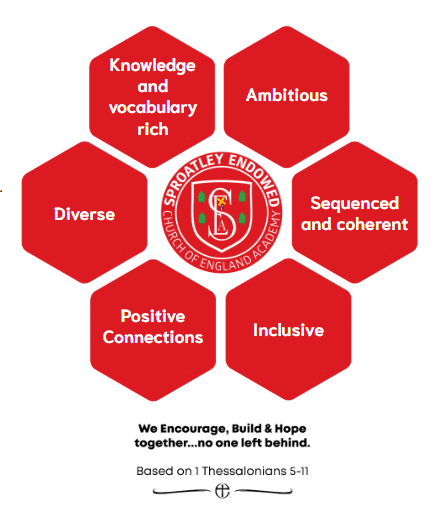 Knowledge
and
vocabulary
rich
Ambitious
SPROATLEY ENDOWED
CHURCH OF ENGLAND ACADEMY
Diverse
Sequenced
and coherent
Positive
Connections
Inclusive
We Encourage, Build & Hope
together...no one left behind.
Based on 1 Thessalonians 5-11